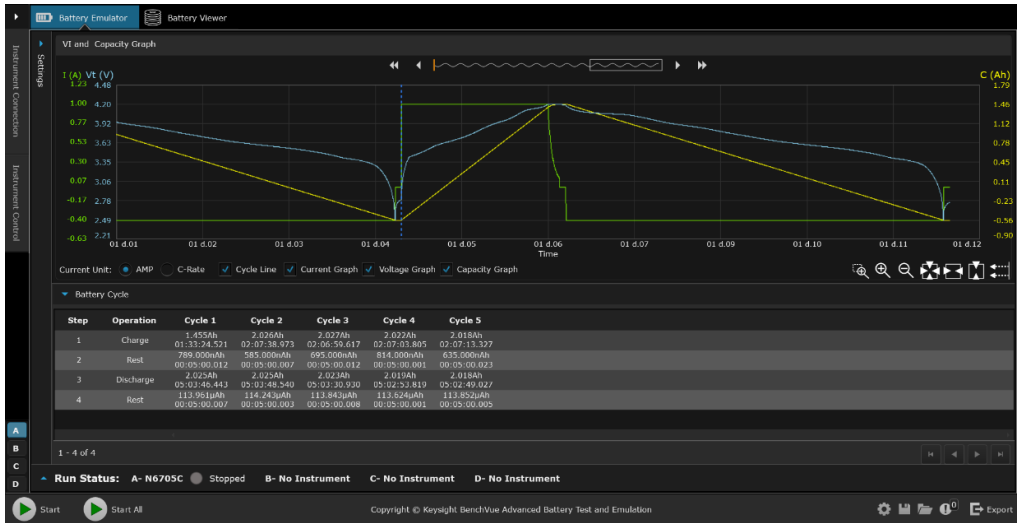 Battery Emulator Battery Viewer
Instrument Connection
Instrument Control
Settings
VI and Capacity Graph
I (A) Vt (V) C (Ah)
1.23 4.48 1.79
1.00 4.20 1.46
0.77 3.92 1.12
0.53 3.63 0.78
0.30 3.35 0.45
0.07 3.06 0.11
-0.17 2.78 -0.23
-0.40 2.49 -0.56
-0.63 2.21 -0.90
01 d.01 01 d.02 01 d.03 01 d.04 01 d.05 01 d.06 01 d.07 01 d.09 01 d.10 01 d.11 01 d.12
Time
Current Unit: AMP C-Rate Cycle Line Current Graph Voltage Graph Capacity Graph
Battery Cycle
Step Operation Cycle 1 Cycle 2 Cycle 3 Cycle 4 Cycle 5
1 Charge 1.455Ah 2.026Ah 2.027Ah 2.022Ah 2.018Ah
01:33:24.521 02:07:38.973 02:06:59.617 02:07:03.805 02:07:13.327
2 Rest 789.000nAh 585.000nAh 695.000nAh 814.000nAh 635.000nAh
00:05:00.012 00:05:00.007 00:05:00.012 00:05:00.001 00:05:00.023
3 Discharge 2.025Ah 2.025Ah 2.023Ah 2.019Ah 2.018Ah
05:03:46.443 05:03:48.540 05:03:30.930 05:02:53.819 05:02:49.027
4 Rest 113.961µAh 114.243µAh 113.843µAh 113.624µAh 113.852µAh
00:05:00.007 00:05:00.003 00:05:00.008 00:05:00.001 00:05:00.005
A
B
C
D
1 - 4 of 4
Run Status: A- N6705C Stopped B- No Instrument C- No Instrument D- No Instrument
Start Start All Copyright © Keysight BenchVue Advanced Battery Test and Emulation 0 Export